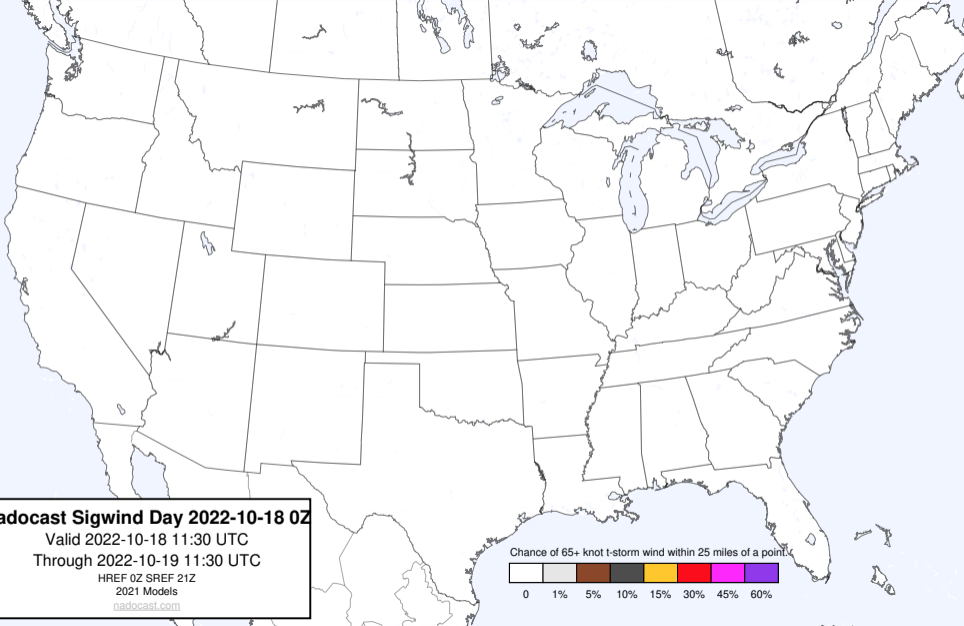 adocast Sigwind Day 2022-10-18 0Z
Valid 2022-10-18 11:30 UTC
Through 2022-10-19 11:30 UTC
HREF 0Z SREF 21Z
2021 Models
nadocast.com
Chance of 65+ knot t-storm wind within 25 miles of a point.
0 1% 5% 10% 15% 30% 45% 60%